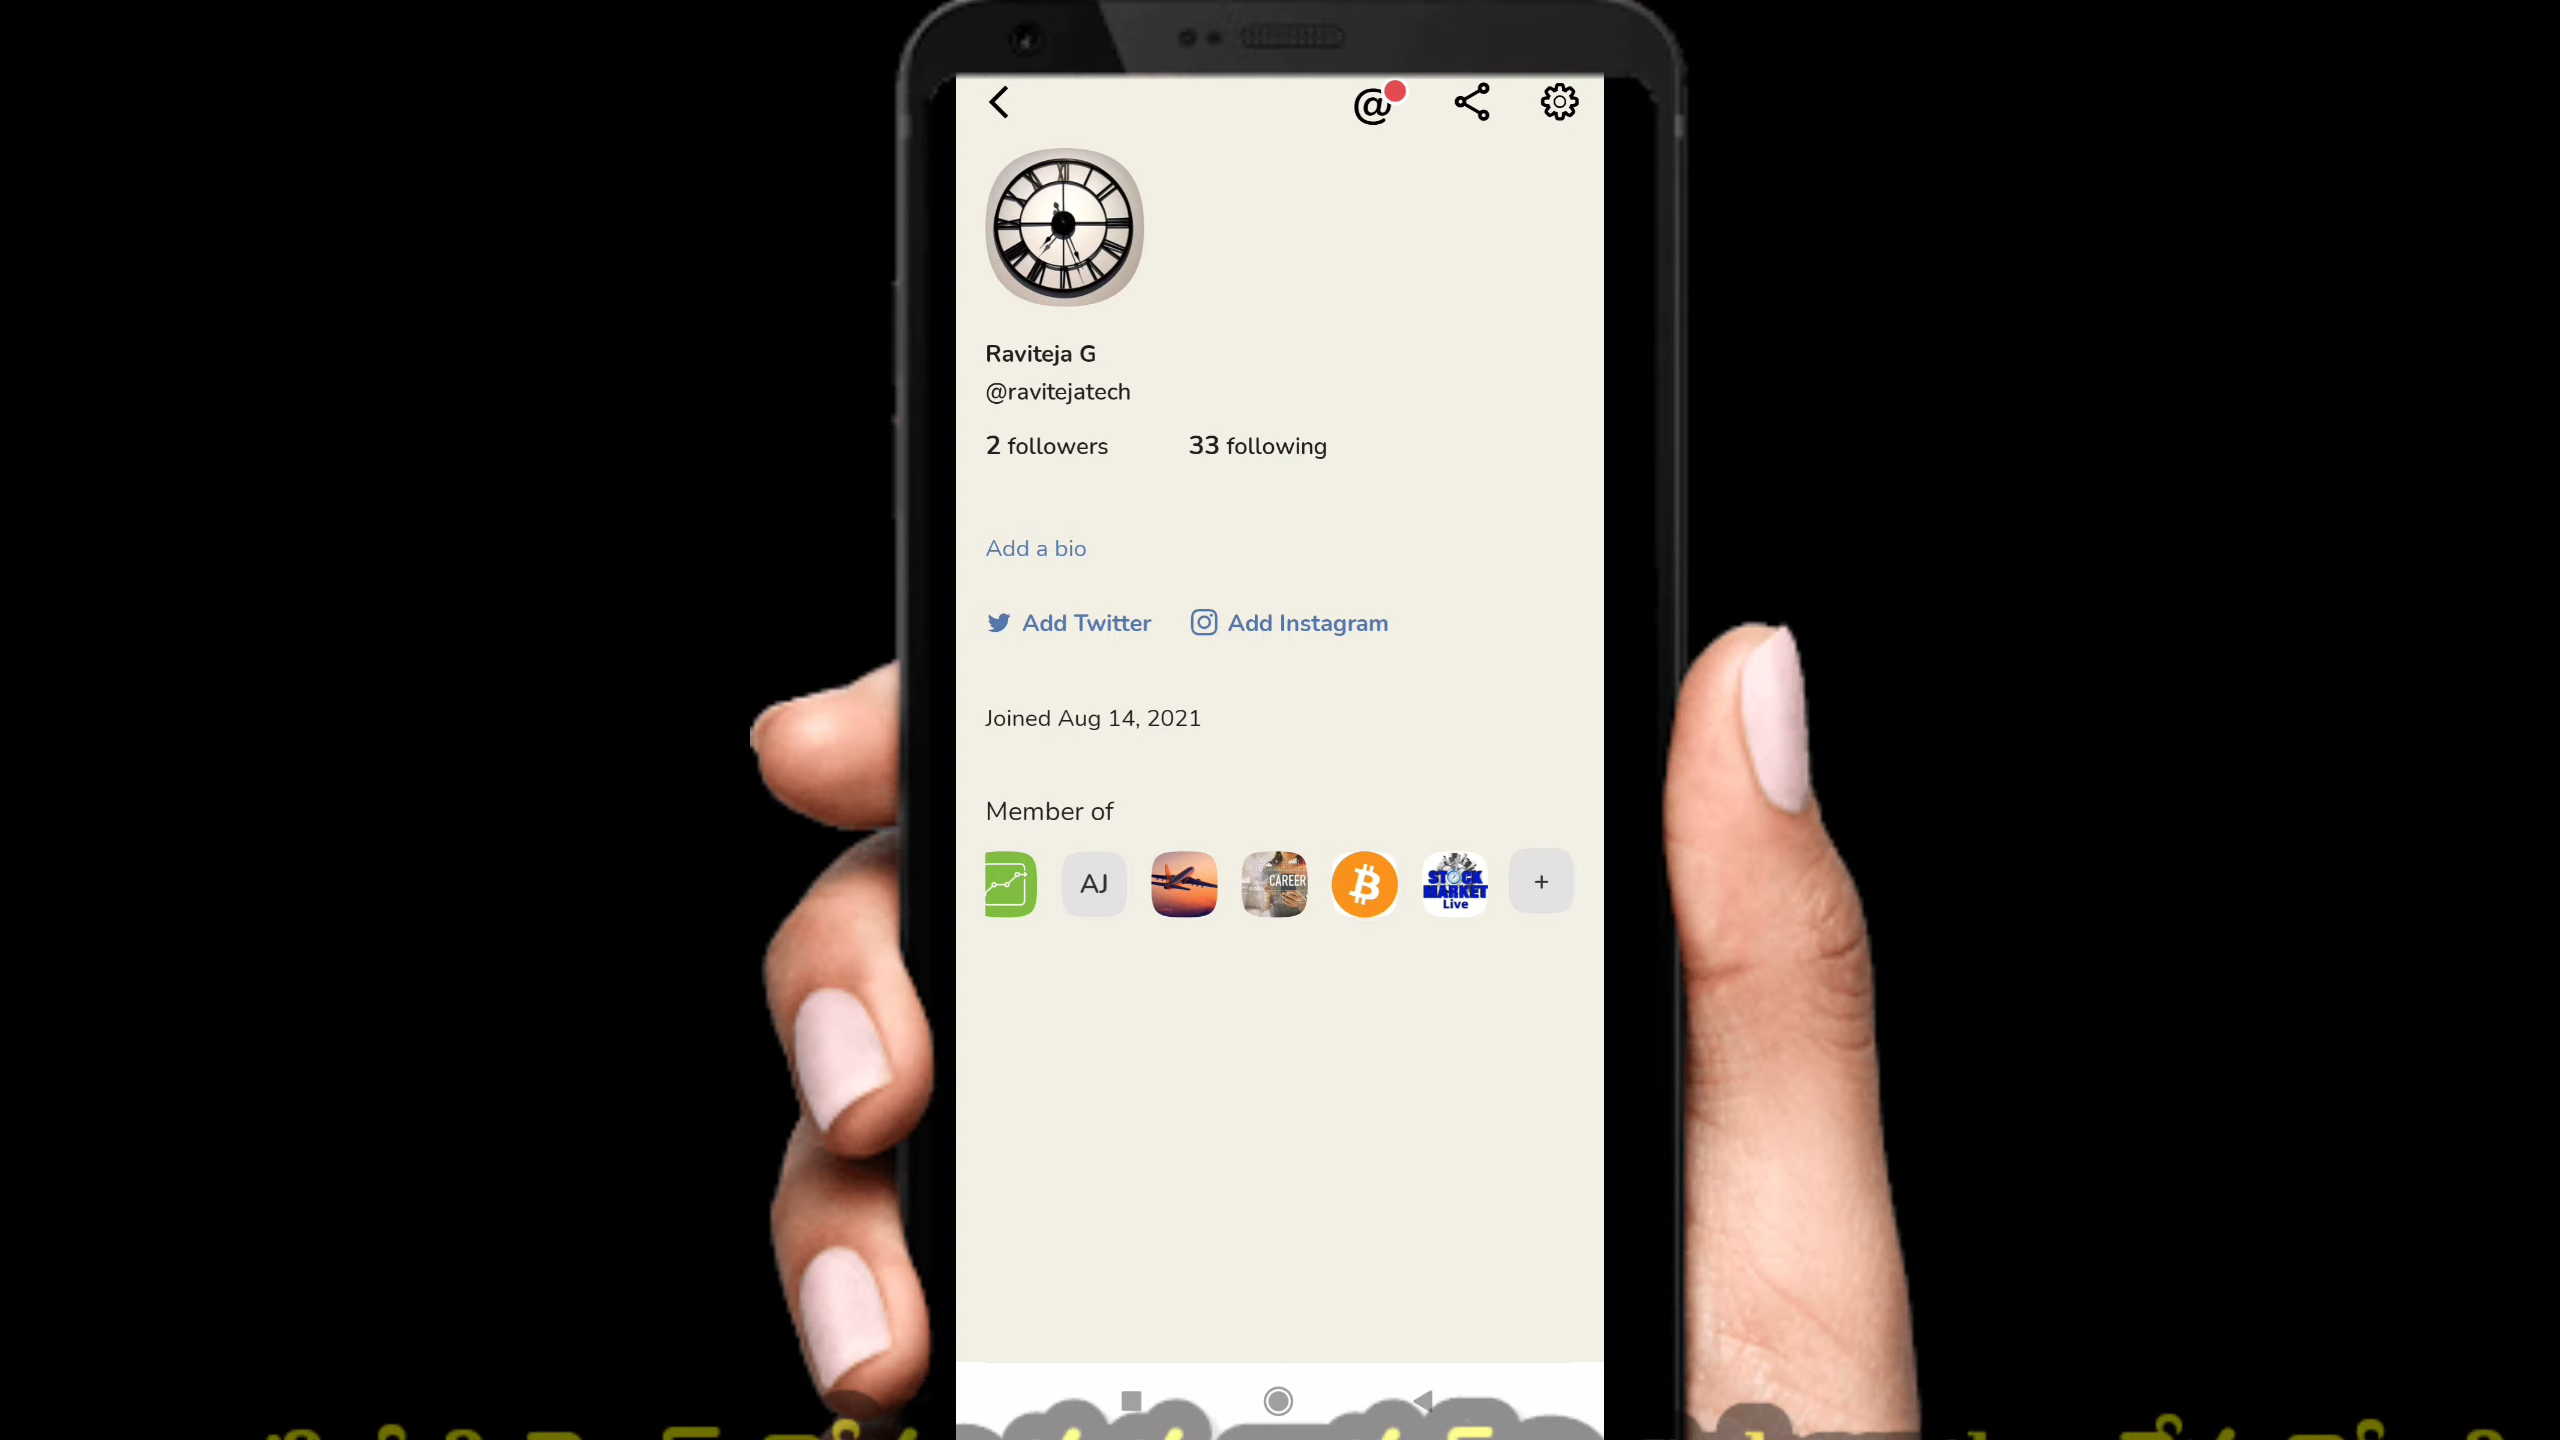 Raviteja G
@ravitejatech
2 followers 33 following
Add a bio
Add Twitter Add Instagram
Joined Aug 14, 2021
Member of
AJ
CAREER
STOCK
MARKET
Live
+